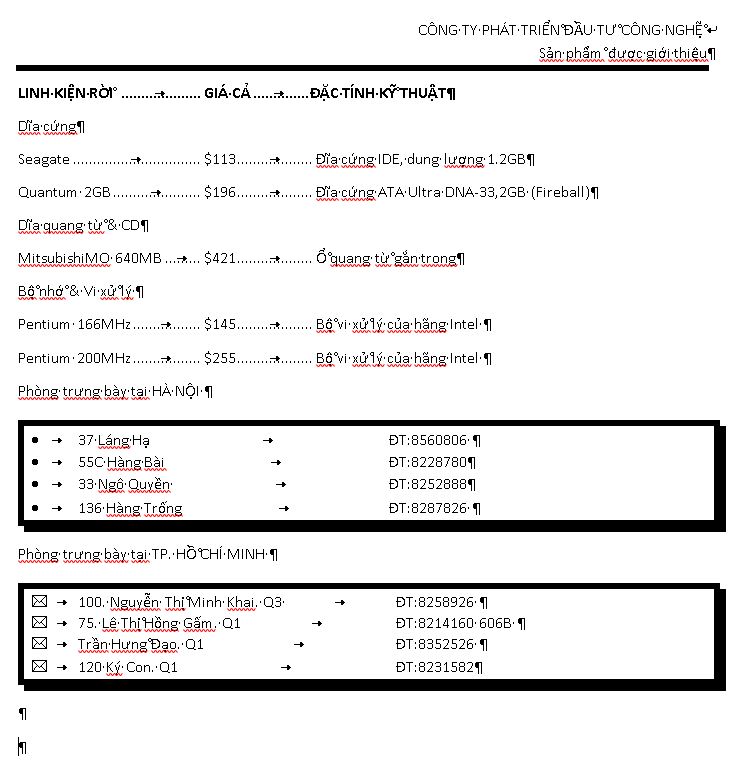 CÔNG TY PHÁT TRIỂN ĐẦU TƯ CÔNG NGHỆ
Sản phẩm được giới thiệu
LINH KIỆN RỜI .................. GIÁ CẢ ............ ĐẶC TÍNH KỸ THUẬT
Dĩa cứng
Seagate ............................. $113................. Đĩa cứng IDE, dung lượng 1.2GB
Quantum 2GB.................... $196................. Đĩa cứng ATA Ultra DNA-33,2GB (Fireball)
Dĩa quang từ & CD
MitsubishiMO 640MB ........ $421................. Ổ quang từ gắn trong
Bộ nhớ & Vi xử lý
Pentium 166MHz ............... $145................. Bộ vi xử lý của hãng Intel
Pentium 200MHz ............... $255................. Bộ vi xử lý của hãng Intel
Phòng trưng bày tại HÀ NỘI
37 Láng Hạ ĐT:8560806
55C Hàng Bài ĐT:8228780
33 Ngô Quyền ĐT:8252888
136 Hàng Trống ĐT:8287826
Phòng trưng bày tại TP. HỒ CHÍ MINH
100. Nguyễn Thị Minh Khai. Q3 ĐT:8258926
75. Lê Thị Hồng Gấm. Q1 ĐT:8214160 606B
Trần Hưng Đạo. Q1 ĐT:8352526
120 Ký Con. Q1 ĐT:8231582